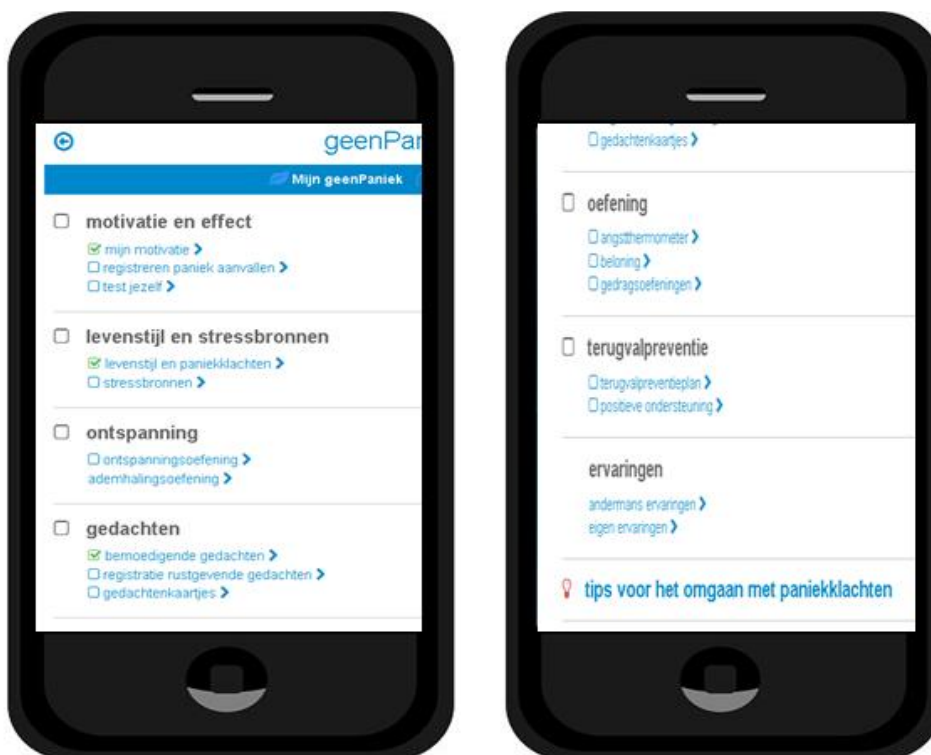 geenPar
Mijn geenPaniek
motivatie en effect
mijn motivatie
registreren paniek aanvallen
test jezelf
levenstijl en stressbronnen
levenstijl en paniekklachten
stressbronnen
ontspanning
ontspanningsoefening
ademhalingsoefening
gedachten
bemoedigende gedachten
registratie rustgevende gedachten
gedachtenkaartjes
gedachtenkaartjes
oefening
angstthermometer
beloning
gedragsoefeningen
terugvalpreventie
terugvalpreventieplan
positieve ondersteuning
ervaringen
andermans ervaringen
eigen ervaringen
tips voor het omgaan met paniekklachten